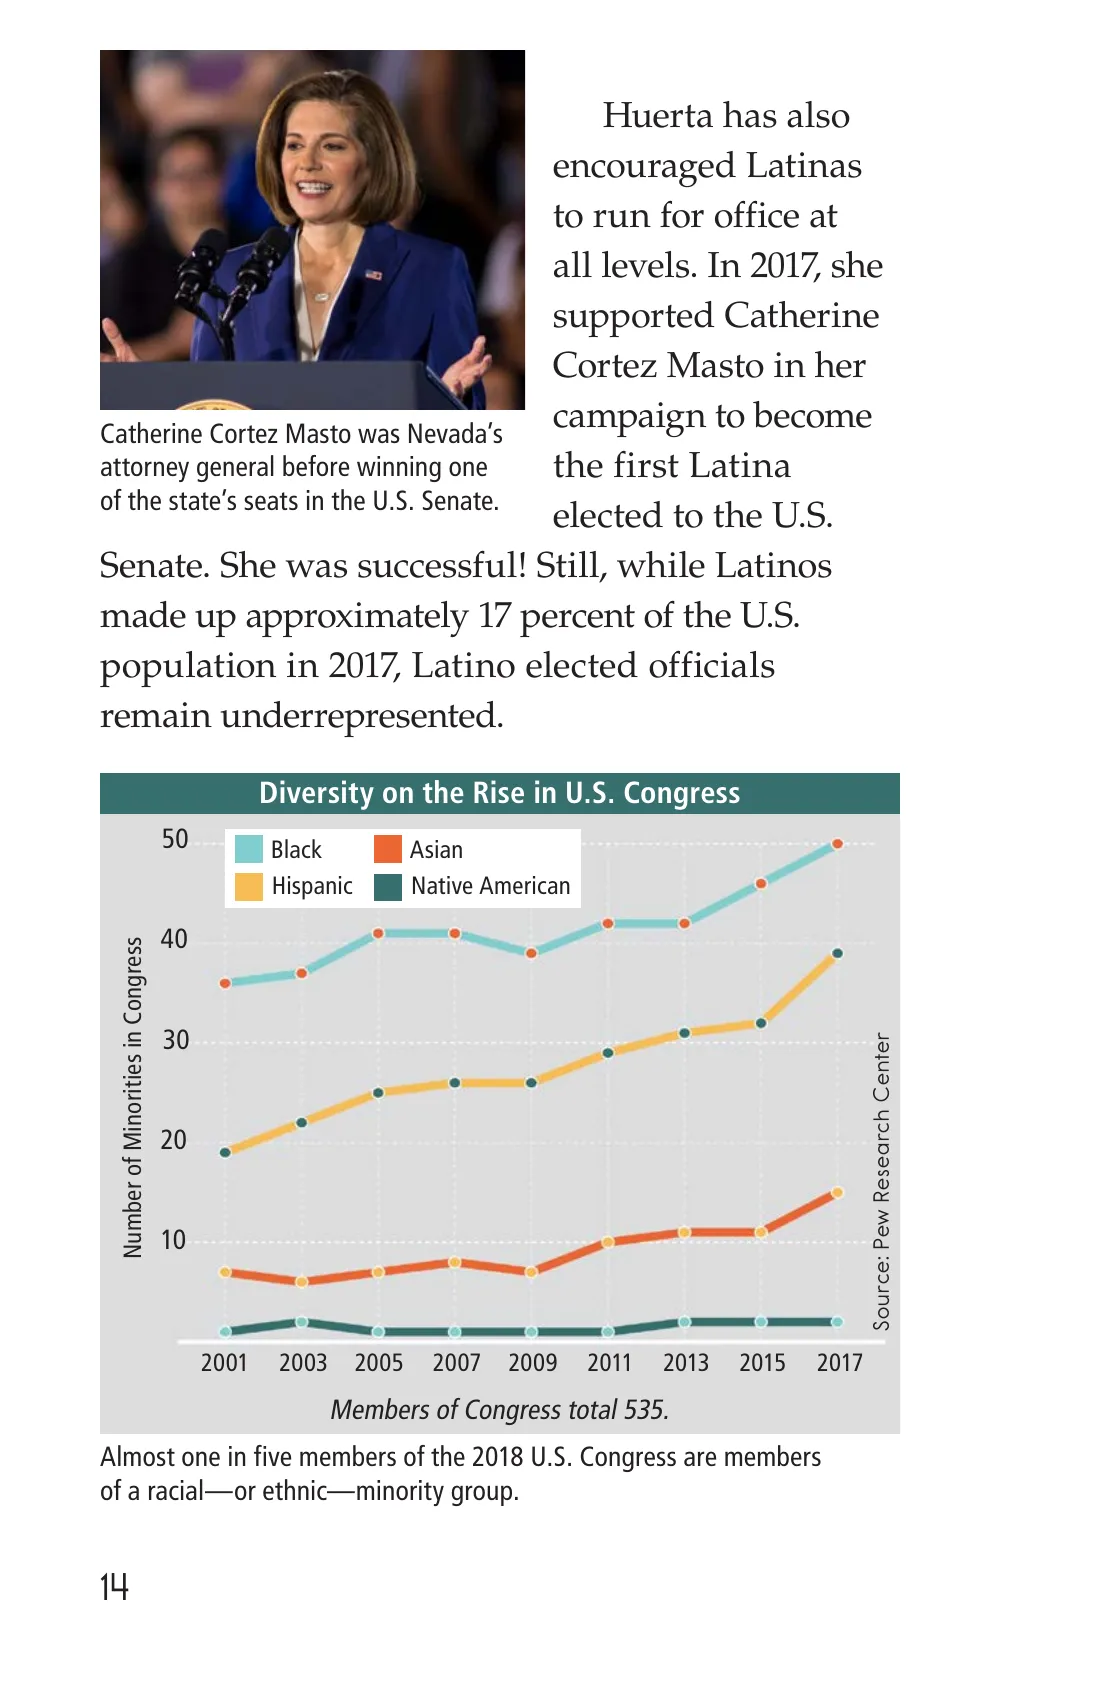 Huerta has also
encouraged Latinas
to run for office at
all levels. In 2017, she
supported Catherine
Cortez Masto in her
campaign to become
the first Latina
elected to the U.S.
Catherine Cortez Masto was Nevada’s
attorney general before winning one
of the state’s seats in the U.S. Senate.
Senate. She was successful! Still, while Latinos
made up approximately 17 percent of the U.S.
population in 2017, Latino elected officials
remain underrepresented.
Diversity on the Rise in U.S. Congress
Black
Asian
Hispanic
Native American
Number of Minorities in Congress
50
40
30
20
10
2001 2003 2005 2007 2009 2011 2013 2015 2017
Source: Pew Research Center
Members of Congress total 535.
Almost one in five members of the 2018 U.S. Congress are members
of a racial—or ethnic—minority group.
14